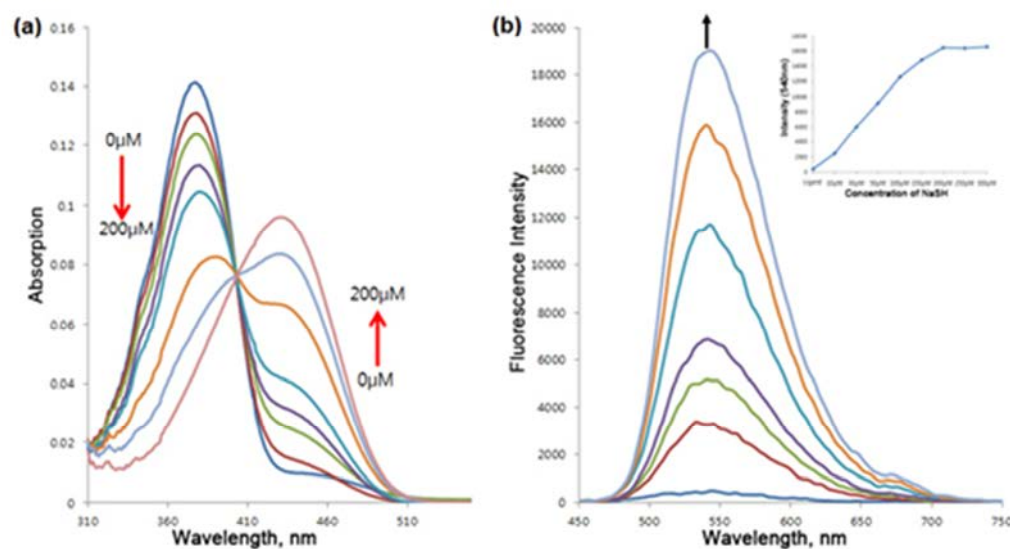 (a)
0.16
0.14
0.12
0.1
0.08
0.06
0.04
0.02
0
Absorption
0μM
200μM
200μM
0μM
310
360
410
460
510
Wavelength, nm
(b)
20000
18000
16000
14000
12000
10000
8000
6000
4000
2000
0
Fluorescence Intensity
450
500
550
600
650
700
750
Wavelength, nm
Intensity (540nm)
Concentration of NaSH